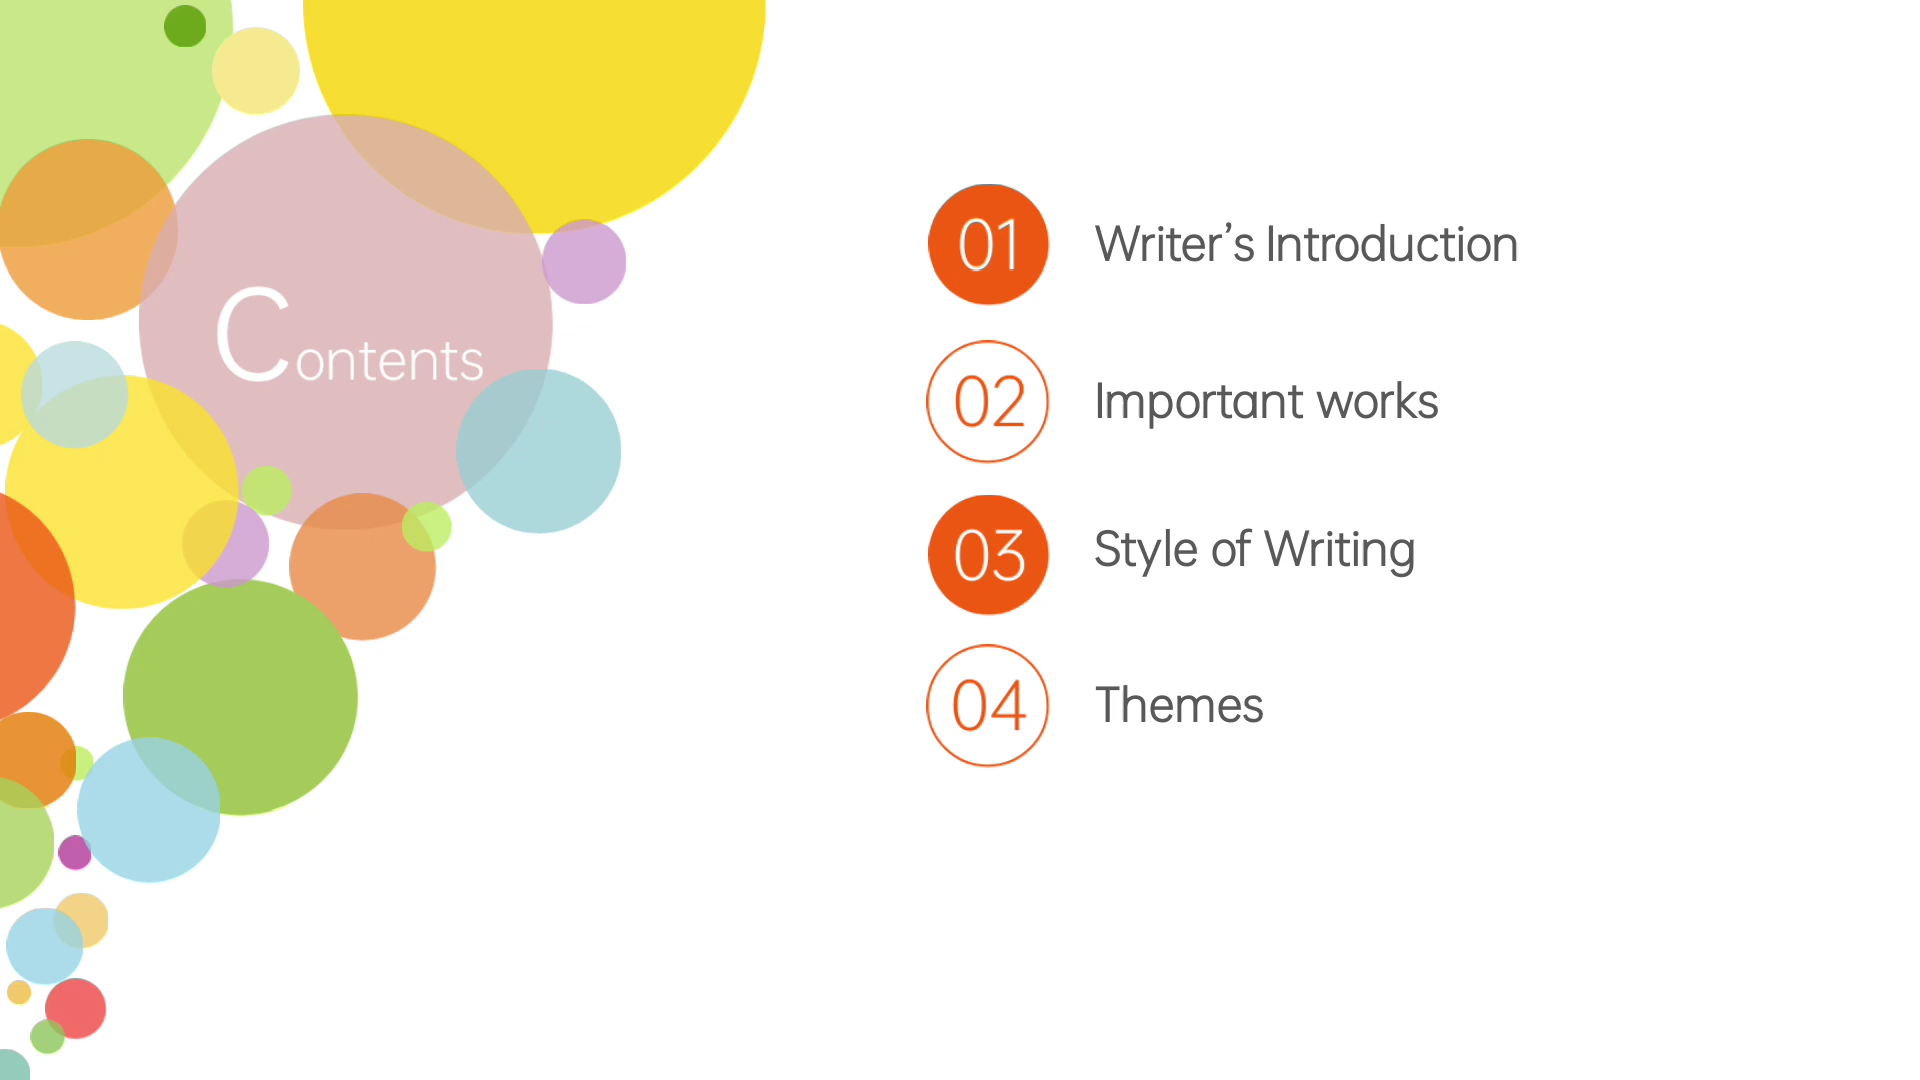 Contents
01 Writer’s Introduction
02 Important works
03 Style of Writing
04 Themes